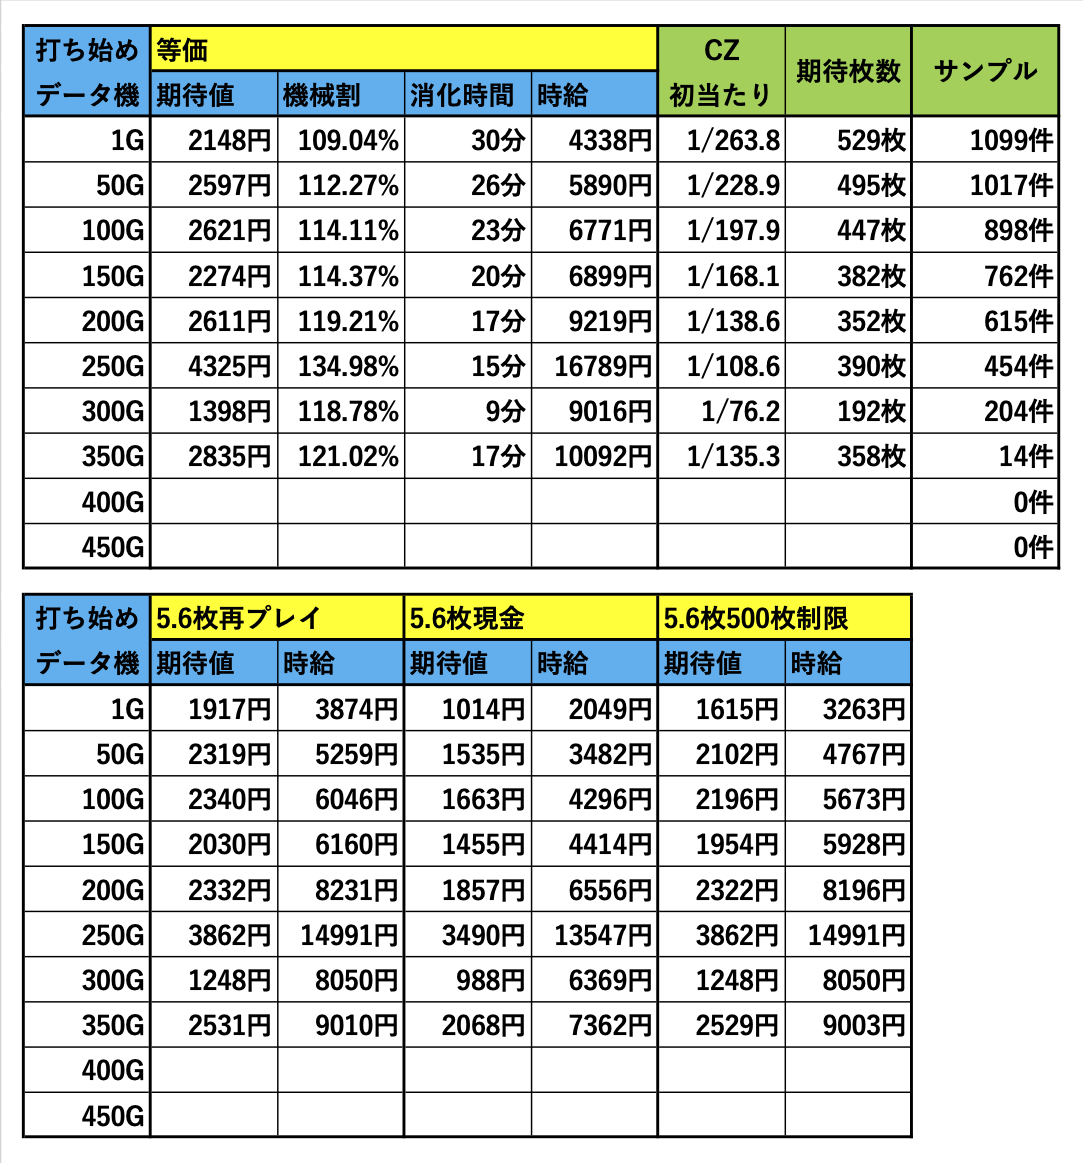 打ち始め 等価 CZ 期待枚数 サンプル
データ機 期待値 機械割 消化時間 時給 初当たり
1G 2148円 109.04% 30分 4338円 1/263.8 529枚 1099件
50G 2597円 112.27% 26分 5890円 1/228.9 495枚 1017件
100G 2621円 114.11% 23分 6771円 1/197.9 447枚 898件
150G 2274円 114.37% 20分 6899円 1/168.1 382枚 762件
200G 2611円 119.21% 17分 9219円 1/138.6 352枚 615件
250G 4325円 134.98% 15分 16789円 1/108.6 390枚 454件
300G 1398円 118.78% 9分 9016円 1/76.2 192枚 204件
350G 2835円 121.02% 17分 10092円 1/135.3 358枚 14件
400G 0件
450G 0件
打ち始め 5.6枚再プレイ 5.6枚現金 5.6枚500枚制限
データ機 期待値 時給 期待値 時給 期待値 時給
1G 1917円 3874円 1014円 2049円 1615円 3263円
50G 2319円 5259円 1535円 3482円 2102円 4767円
100G 2340円 6046円 1663円 4296円 2196円 5673円
150G 2030円 6160円 1455円 4414円 1954円 5928円
200G 2332円 8231円 1857円 6556円 2322円 8196円
250G 3862円 14991円 3490円 13547円 3862円 14991円
300G 1248円 8050円 988円 6369円 1248円 8050円
350G 2531円 9010円 2068円 7362円 2529円 9003円
400G
450G